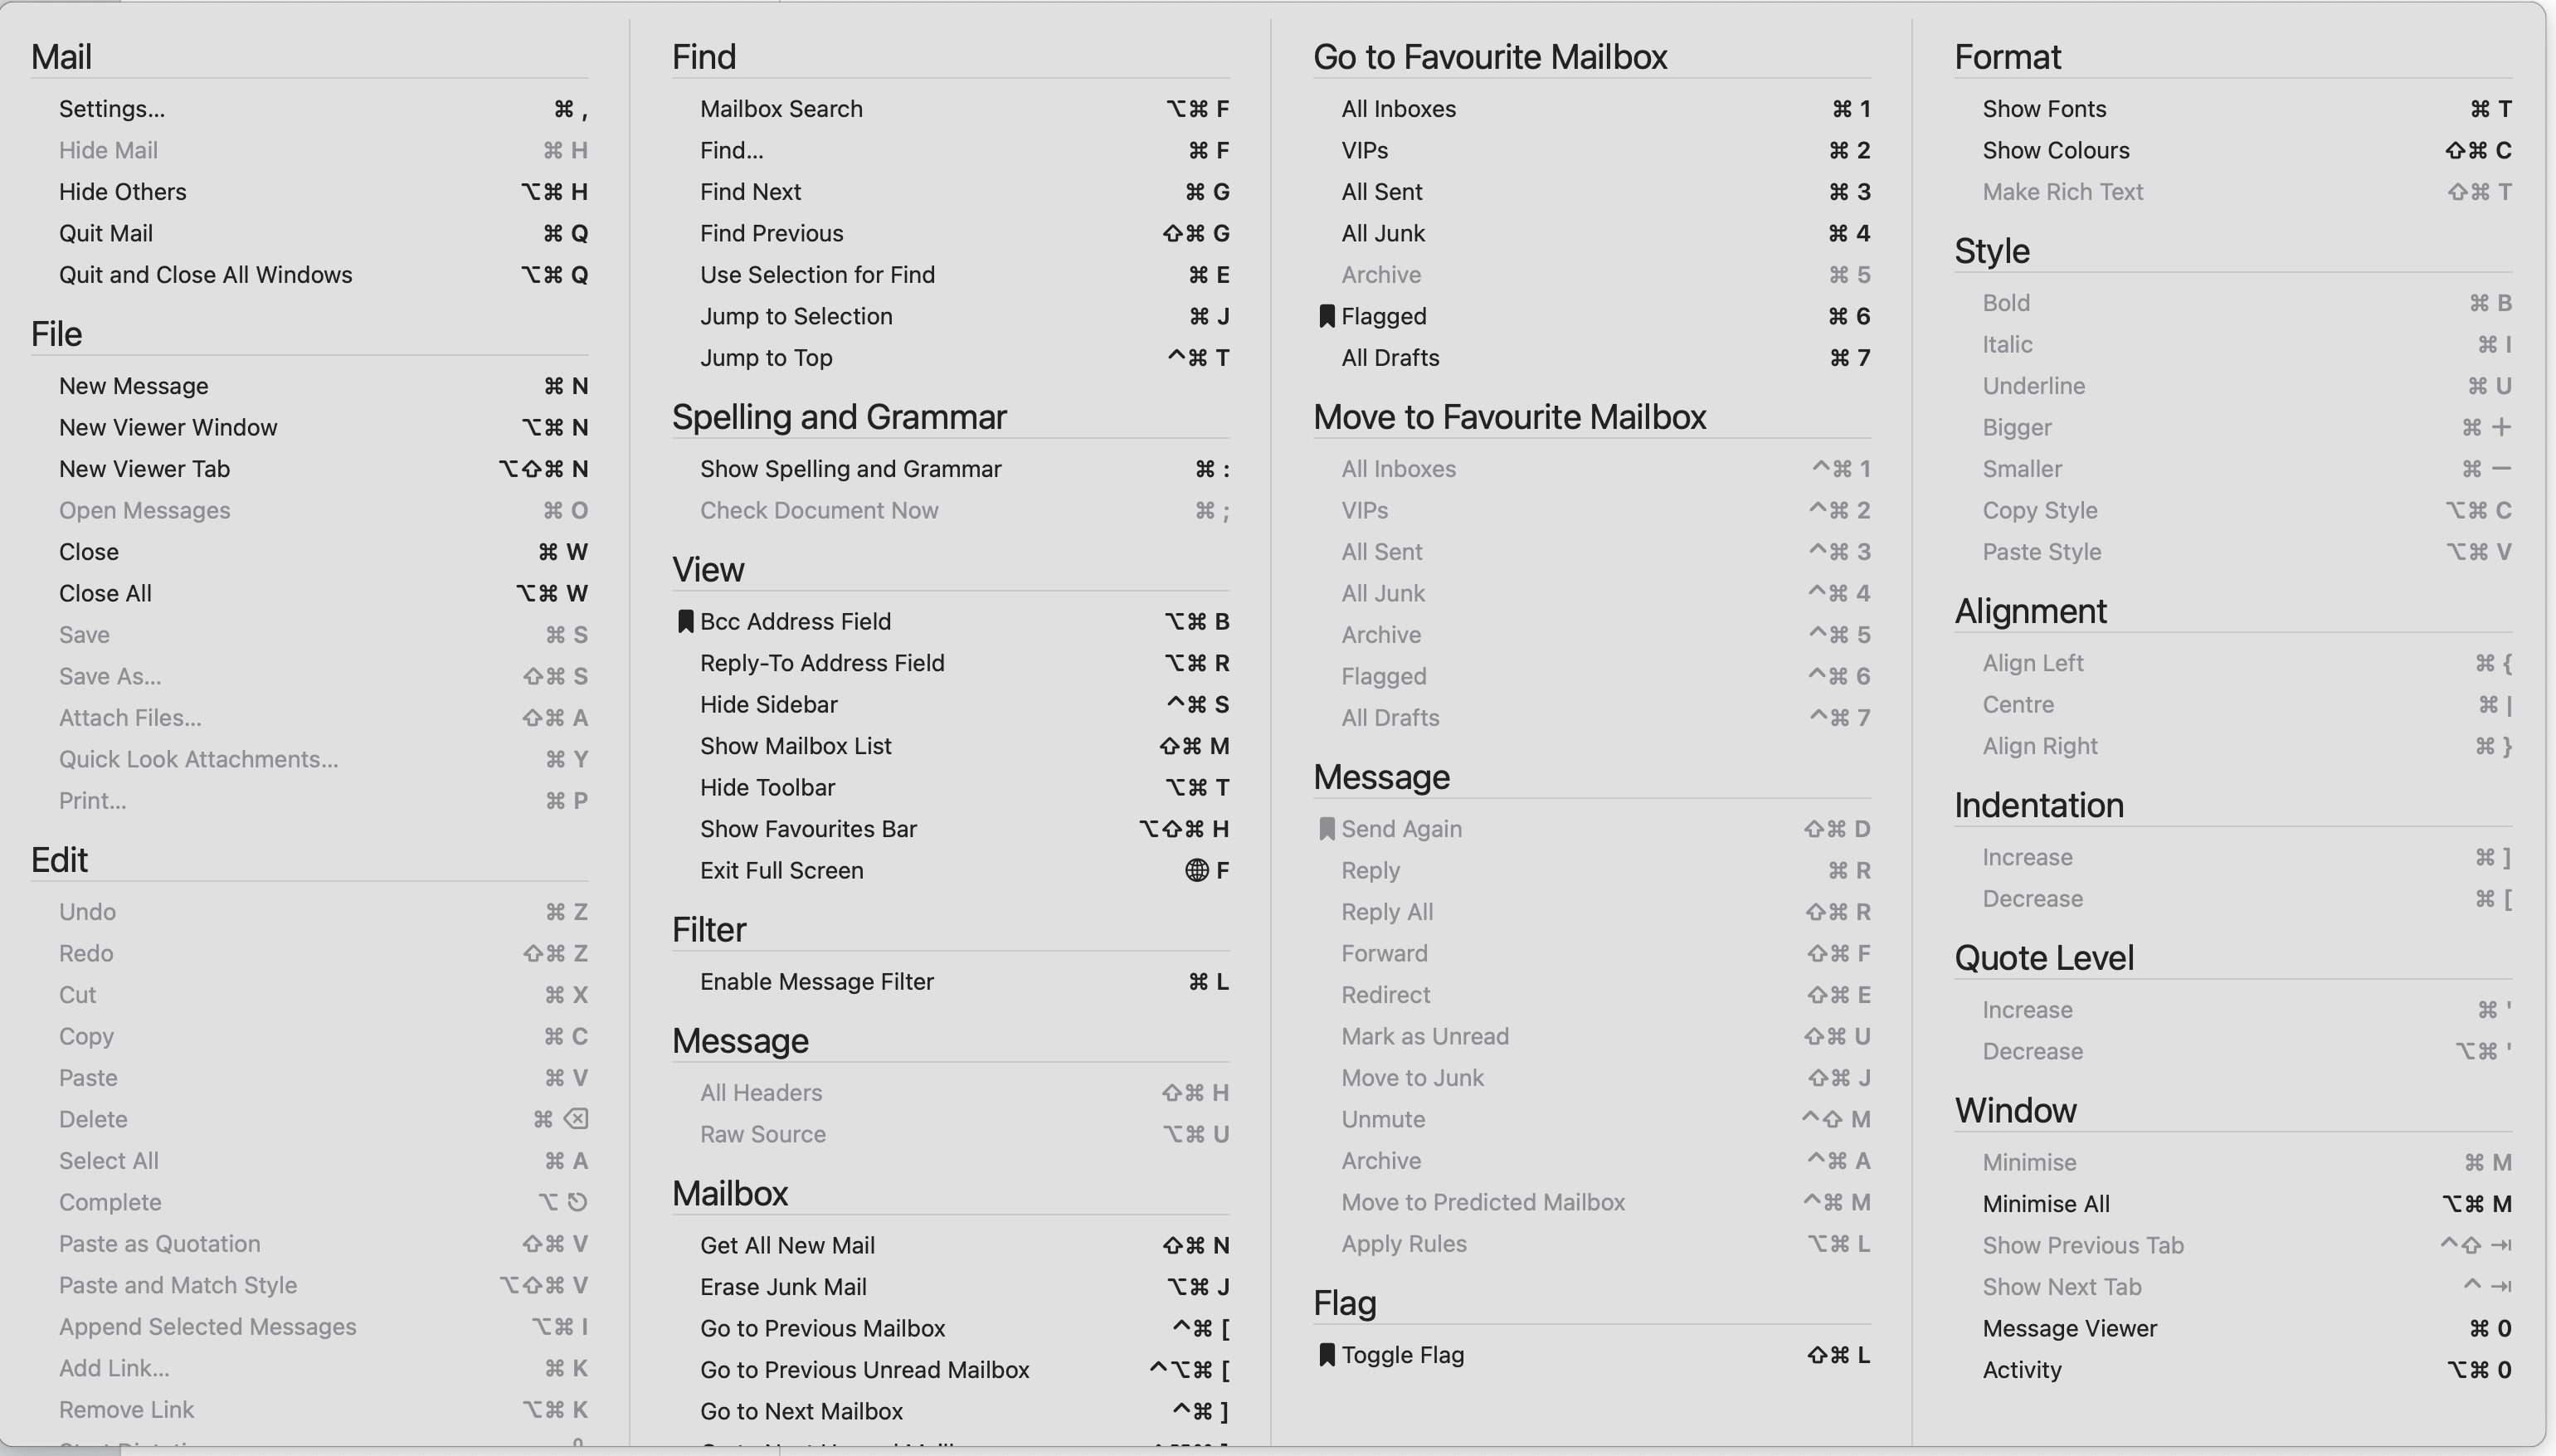 Mail
Settings... ⌘ ,
Hide Mail ⌘ H
Hide Others ⌥⌘ H
Quit Mail ⌘ Q
Quit and Close All Windows ⌥⌘ Q
File
New Message ⌘ N
New Viewer Window ⌥⌘ N
New Viewer Tab ⌥⇧⌘ N
Open Messages ⌘ O
Close ⌘ W
Close All ⌥⌘ W
Save ⌘ S
Save As... ⇧⌘ S
Attach Files... ⇧⌘ A
Quick Look Attachments... ⌘ Y
Print... ⌘ P
Edit
Undo ⌘ Z
Redo ⇧⌘ Z
Cut ⌘ X
Copy ⌘ C
Paste ⌘ V
Delete ⌘ ⌫
Select All ⌘ A
Complete ⌥ ⎋
Paste as Quotation ⇧⌘ V
Paste and Match Style ⌥⇧⌘ V
Append Selected Messages ⌥⌘ I
Add Link... ⌘ K
Remove Link ⌥⌘ K
Find
Mailbox Search ⌥⌘ F
Find... ⌘ F
Find Next ⌘ G
Find Previous ⇧⌘ G
Use Selection for Find ⌘ E
Jump to Selection ⌘ J
Jump to Top ^⌘ T
Spelling and Grammar
Show Spelling and Grammar ⌘ :
Check Document Now ⌘ ;
View
Bcc Address Field ⌥⌘ B
Reply-To Address Field ⌥⌘ R
Hide Sidebar ^⌘ S
Show Mailbox List ⇧⌘ M
Hide Toolbar ⌥⌘ T
Show Favourites Bar ⌥⇧⌘ H
Exit Full Screen 🌐 F
Filter
Enable Message Filter ⌘ L
Message
All Headers ⇧⌘ H
Raw Source ⌥⌘ U
Mailbox
Get All New Mail ⇧⌘ N
Erase Junk Mail ⌥⌘ J
Go to Previous Mailbox ^⌘ [
Go to Previous Unread Mailbox ^⌥⌘ [
Go to Next Mailbox ^⌘ ]
Go to Favourite Mailbox
All Inboxes ⌘ 1
VIPs ⌘ 2
All Sent ⌘ 3
All Junk ⌘ 4
Archive ⌘ 5
Flagged ⌘ 6
All Drafts ⌘ 7
Move to Favourite Mailbox
All Inboxes ^⌘ 1
VIPs ^⌘ 2
All Sent ^⌘ 3
All Junk ^⌘ 4
Archive ^⌘ 5
Flagged ^⌘ 6
All Drafts ^⌘ 7
Message
Send Again ⇧⌘ D
Reply ⌘ R
Reply All ⇧⌘ R
Forward ⇧⌘ F
Redirect ⇧⌘ E
Mark as Unread ⇧⌘ U
Move to Junk ⇧⌘ J
Unmute ^⇧ M
Archive ^⌘ A
Move to Predicted Mailbox ^⌘ M
Apply Rules ⌥⌘ L
Flag
Toggle Flag ⇧⌘ L
Format
Show Fonts ⌘ T
Show Colours ⇧⌘ C
Make Rich Text ⇧⌘ T
Style
Bold ⌘ B
Italic ⌘ I
Underline ⌘ U
Bigger ⌘ +
Smaller ⌘ −
Copy Style ⌥⌘ C
Paste Style ⌥⌘ V
Alignment
Align Left ⌘ {
Centre ⌘ |
Align Right ⌘ }
Indentation
Increase ⌘ ]
Decrease ⌘ [
Quote Level
Increase ⌘ '
Decrease ⌥⌘ '
Window
Minimise ⌘ M
Minimise All ⌥⌘ M
Show Previous Tab ^⇧ ⇥
Show Next Tab ^ ⇥
Message Viewer ⌘ 0
Activity ⌥⌘ 0